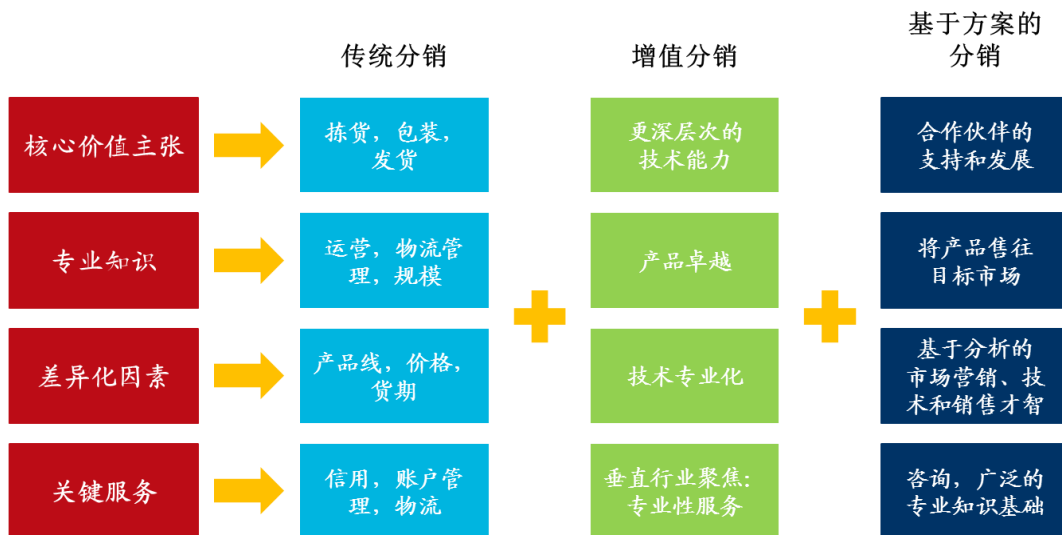 传统分销
增值分销
基于方案的
分销
核心价值主张
拣货，包装，
发货
更深层次的
技术能力
合作伙伴的
支持和发展
专业知识
运营，物流管
理，规模
产品卓越
将产品售往
目标市场
差异化因素
产品线，价格，
货期
技术专业化
基于分析的
市场营销、技
术和销售才智
关键服务
信用，账户管
理，物流
垂直行业聚焦：
专业性服务
咨询，广泛的
专业知识基础